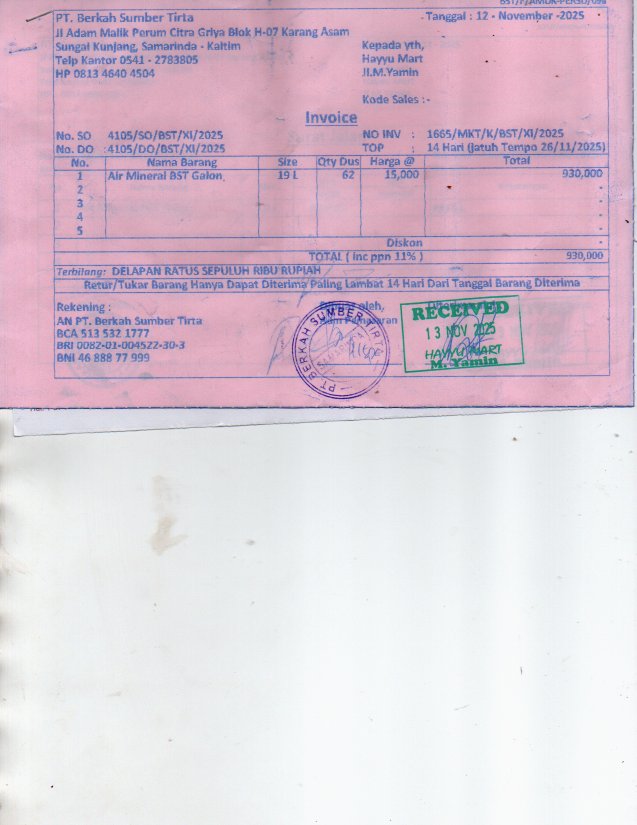 PT. Berkah Sumber Tirta
Tanggal : 12 - November -2025
Jl Adam Malik Perum Citra Griya Blok H-07 Karang Asam
Sungai Kunjang, Samarinda - Kaltim
Kepada yth,
Telp Kantor 0541 - 2783805
Hayyu Mart
HP 0813 4640 4504
Jl.M.Yamin
Kode Sales : -
Invoice
No. SO 4105/SO/BST/XI/2025 NO INV : 1665/MKT/K/BST/XI/2025
No. DO :4105/DO/BST/XI/2025 TOP : 14 Hari (Jatuh Tempo 26/11/2025)
No. Nama Barang Size Qty Dus Harga @ Total
1 Air Mineral BST Galon 19 L 62 15,000 930,000
2 -
3 -
4 -
5 -
Diskon -
TOTAL ( inc ppn 11% ) 930,000
Terbilang: DELAPAN RATUS SEPULUH RIBU RUPIAH
Retur/Tukar Barang Hanya Dapat Diterima Paling Lambat 14 Hari Dari Tanggal Barang Diterima
Rekening :
AN PT. Berkah Sumber Tirta
BCA 513 532 1777
BRI 0082-01-004522-30-3
BNI 46 888 77 999
PT. BERKAH SUMBER TIRTA
SAMARINDA
RECEIVED
13 NOV 2025
HAYYU MART
M. Yamin